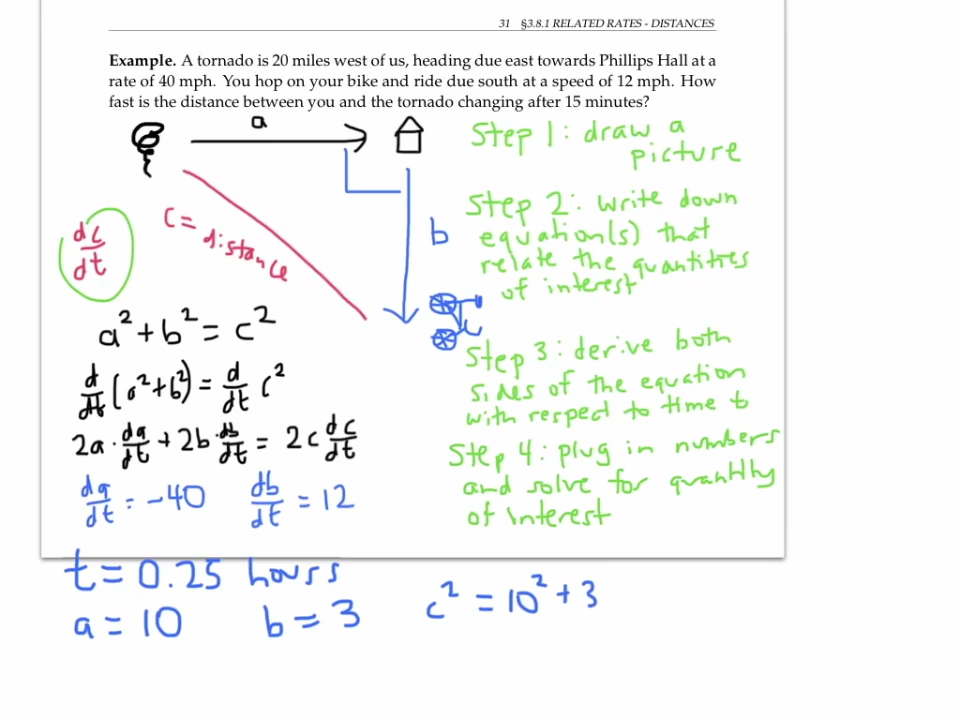 31 §3.8.1 RELATED RATES - DISTANCES
Example. A tornado is 20 miles west of us, heading due east towards Phillips Hall at a
rate of 40 mph. You hop on your bike and ride due south at a speed of 12 mph. How
fast is the distance between you and the tornado changing after 15 minutes?
a
Step 1: draw a
picture
Step 2: write down
equation(s) that
relate the quantities
of interest
b
c = distance
dc/dt
a² + b² = c²
d/dt (a² + b²) = d/dt c²
2a · da/dt + 2b · db/dt = 2c dc/dt
Step 3: derive both
sides of the equation
with respect to time t
Step 4: plug in numbers
and solve for quantity
of interest
da/dt = -40 db/dt = 12
t = 0.25 hours
a = 10 b = 3 c² = 10² + 3